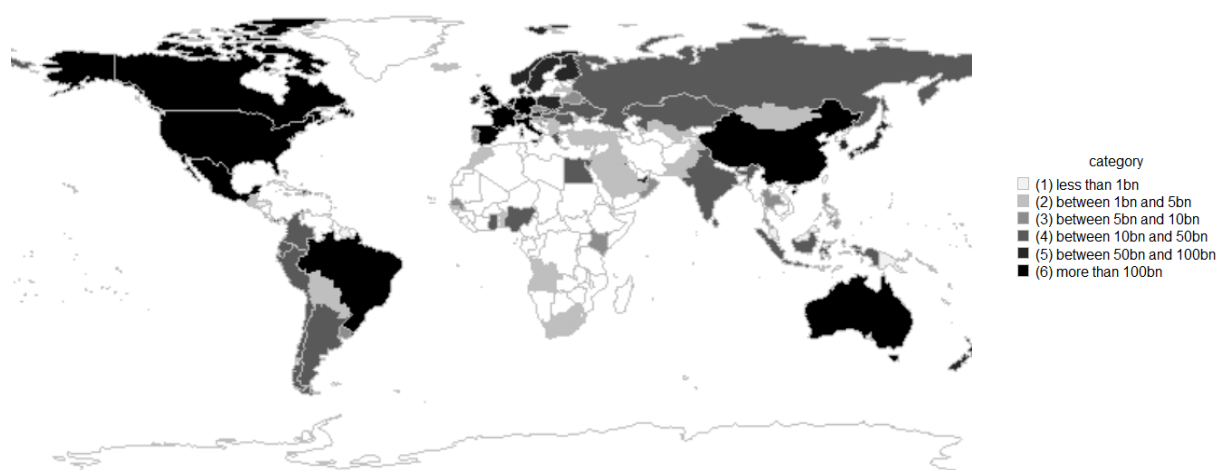 category
(1) less than 1bn
(2) between 1bn and 5bn
(3) between 5bn and 10bn
(4) between 10bn and 50bn
(5) between 50bn and 100bn
(6) more than 100bn